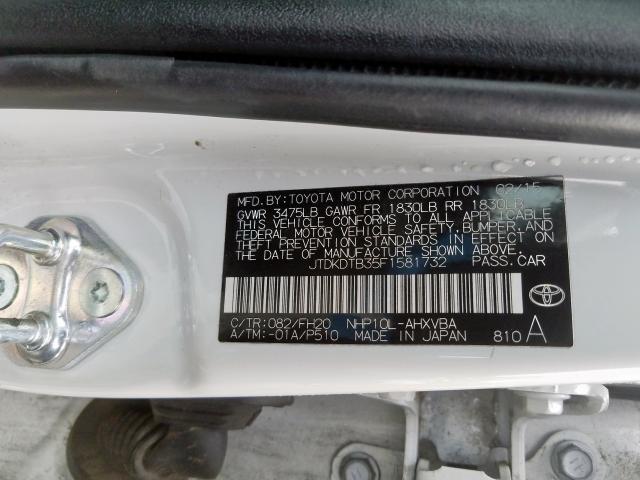 MFD.BY:TOYOTA MOTOR CORPORATION 02/15
GVWR 3475LB GAWR FR 1830LB RR 1830LB
THIS VEHICLE CONFORMS TO ALL APPLICABLE
FEDERAL MOTOR VEHICLE SAFETY,BUMPER,AND
THEFT PREVENTION STANDARDS IN EFFECT ON
THE DATE OF MANUFACTURE SHOWN ABOVE.
JTDKDTB35F1581732 PASS.CAR
C/TR:082/FH20 NHP10L-AHXVBA
A/TM:-01A/P510 MADE IN JAPAN 810 A